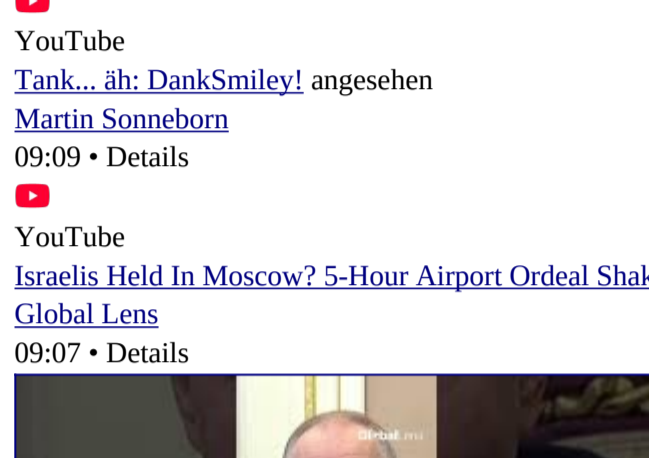 YouTube
Tank... äh: DankSmiley! angesehen
Martin Sonneborn
09:09 • Details
YouTube
Israelis Held In Moscow? 5-Hour Airport Ordeal
Global Lens
09:07 • Details